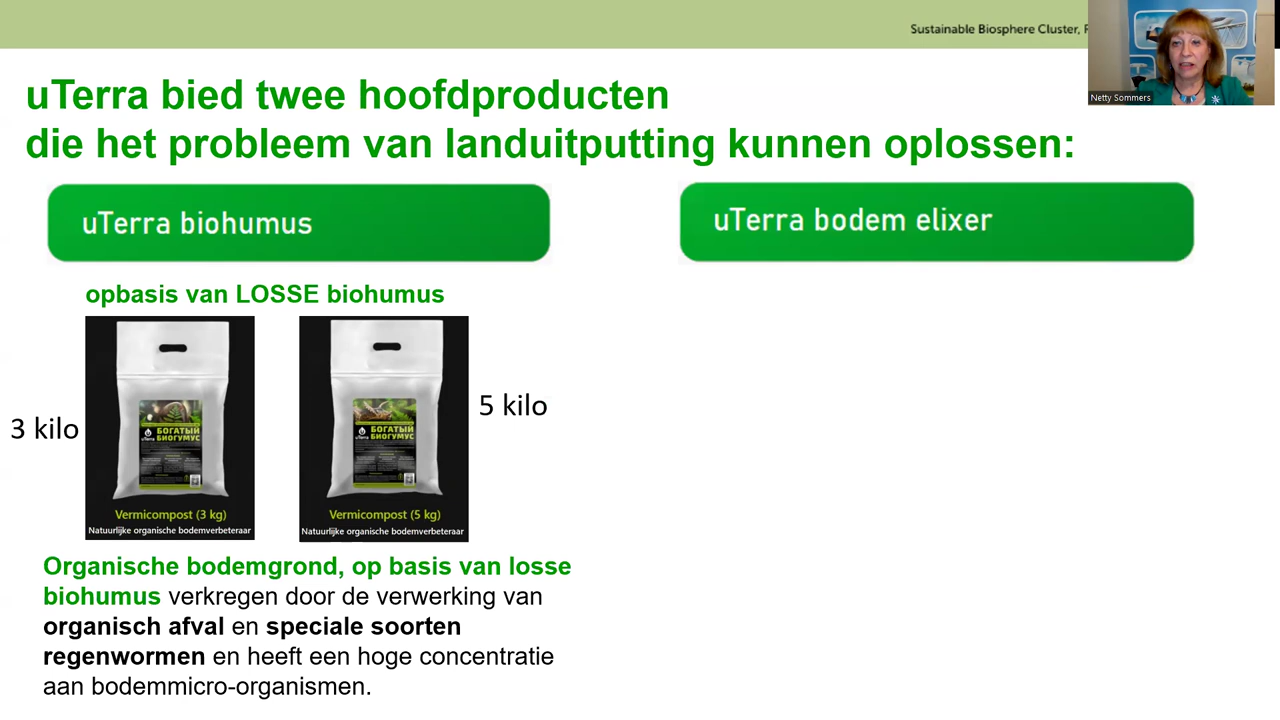 Sustainable Biosphere Cluster,
Netty Sommers
uTerra bied twee hoofdproducten
die het probleem van landuitputting kunnen oplossen:
uTerra biohumus
uTerra bodem elixer
opbasis van LOSSE biohumus
3 kilo
uTerra
БОГАТЫЙ
БИОГУМУС
Vermicompost (3 kg)
Natuurlijke organische bodemverbeteraar
uTerra
БОГАТЫЙ
БИОГУМУС
Vermicompost (5 kg)
Natuurlijke organische bodemverbeteraar
5 kilo
Organische bodemgrond, op basis van losse
biohumus verkregen door de verwerking van
organisch afval en speciale soorten
regenwormen en heeft een hoge concentratie
aan bodemmicro-organismen.